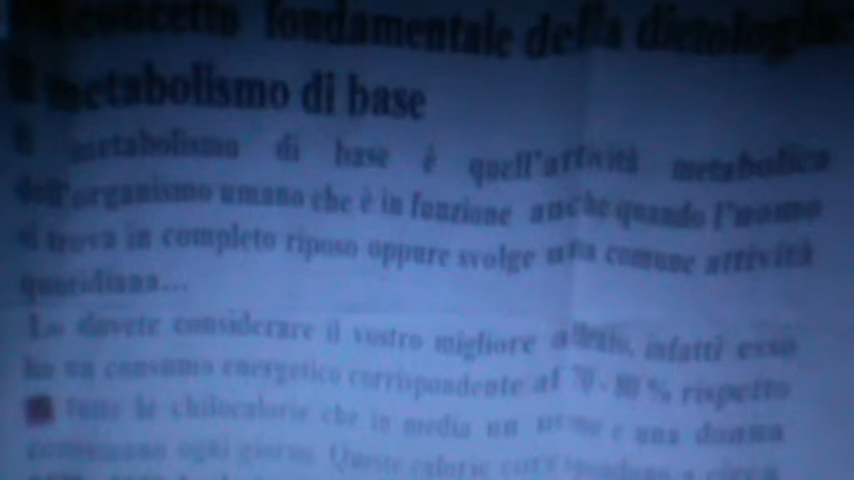 concetto fondamentale della dietologia:
il metabolismo di base
Il metabolismo di base è quell'attività metabolica
dell'organismo umano che è in funzione anche quando l'uomo
si trova in completo riposo oppure svolge una comune attività
quotidiana...
Lo dovete considerare il vostro migliore alleato, infatti esso
ha un consumo energetico corrispondente al 70-80 % rispetto
a tutte le chilocalorie che in media un uomo e una donna
consumano ogni giorno. Queste calorie corrispondono a circa